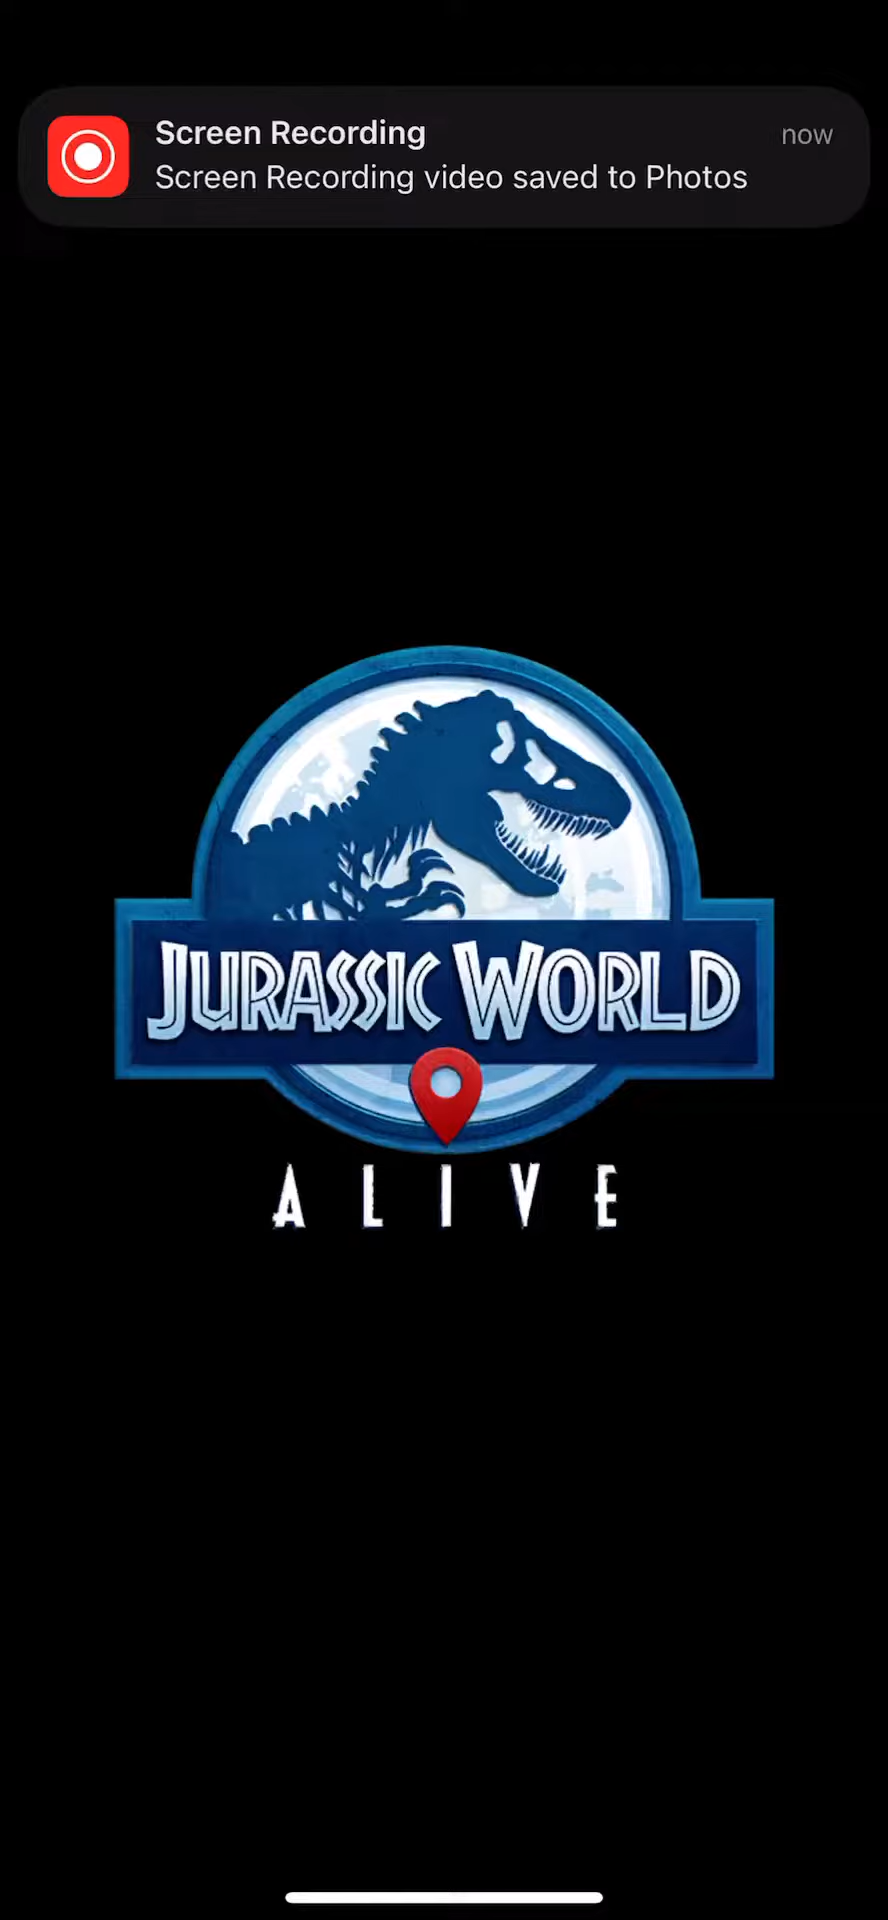 Screen Recording
now
Screen Recording video saved to Photos
JURASSIC WORLD
ALIVE